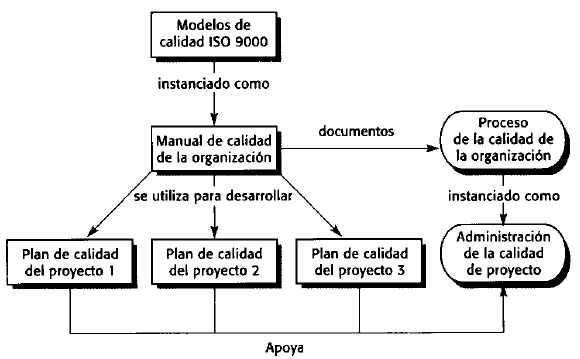 Modelos de
calidad ISO 9000
instanciado como
Manual de calidad
de la organización
documentos
Proceso
de la calidad de
la organización
se utiliza para desarrollar
instanciado como
Plan de calidad
del proyecto 1
Plan de calidad
del proyecto 2
Plan de calidad
del proyecto 3
Administración
de la calidad
de proyecto
Apoya